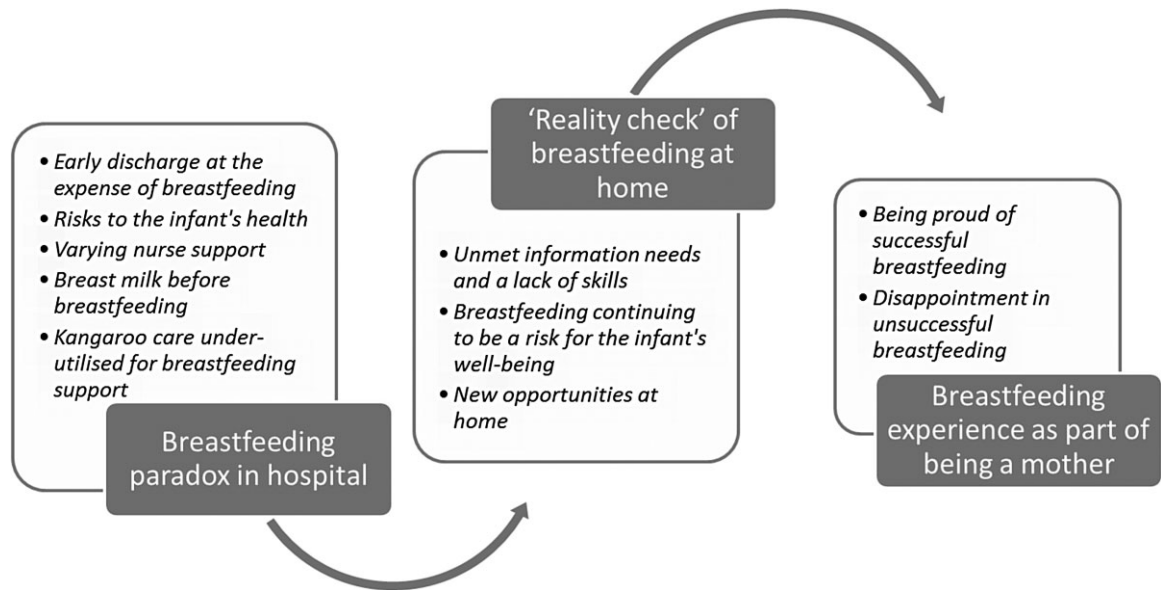 • Early discharge at the
expense of breastfeeding
• Risks to the infant's health
• Varying nurse support
• Breast milk before
breastfeeding
• Kangaroo care under-
utilised for breastfeeding
support
Breastfeeding
paradox in hospital
‘Reality check’ of
breastfeeding at
home
• Unmet information needs
and a lack of skills
• Breastfeeding continuing
to be a risk for the infant's
well-being
• New opportunities at
home
• Being proud of
successful
breastfeeding
• Disappointment in
unsuccessful
breastfeeding
Breastfeeding
experience as part of
being a mother